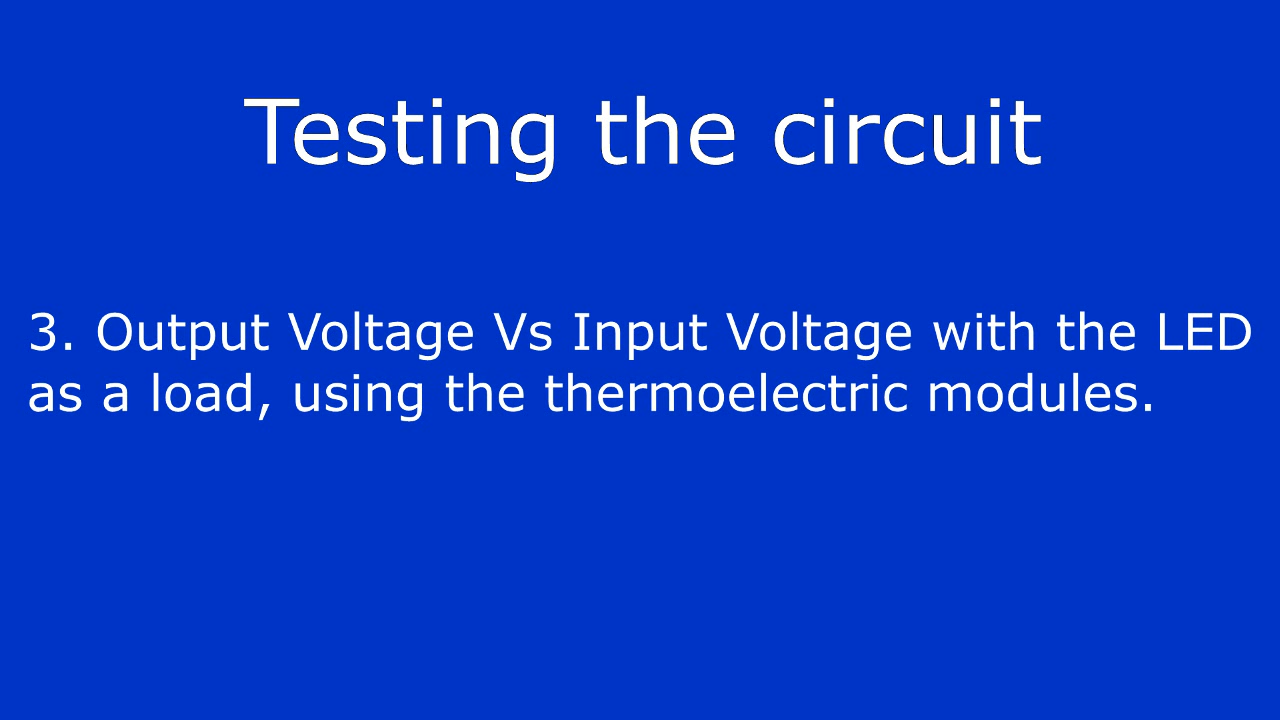 Testing the circuit
3. Output Voltage Vs Input Voltage with the LED
as a load, using the thermoelectric modules.